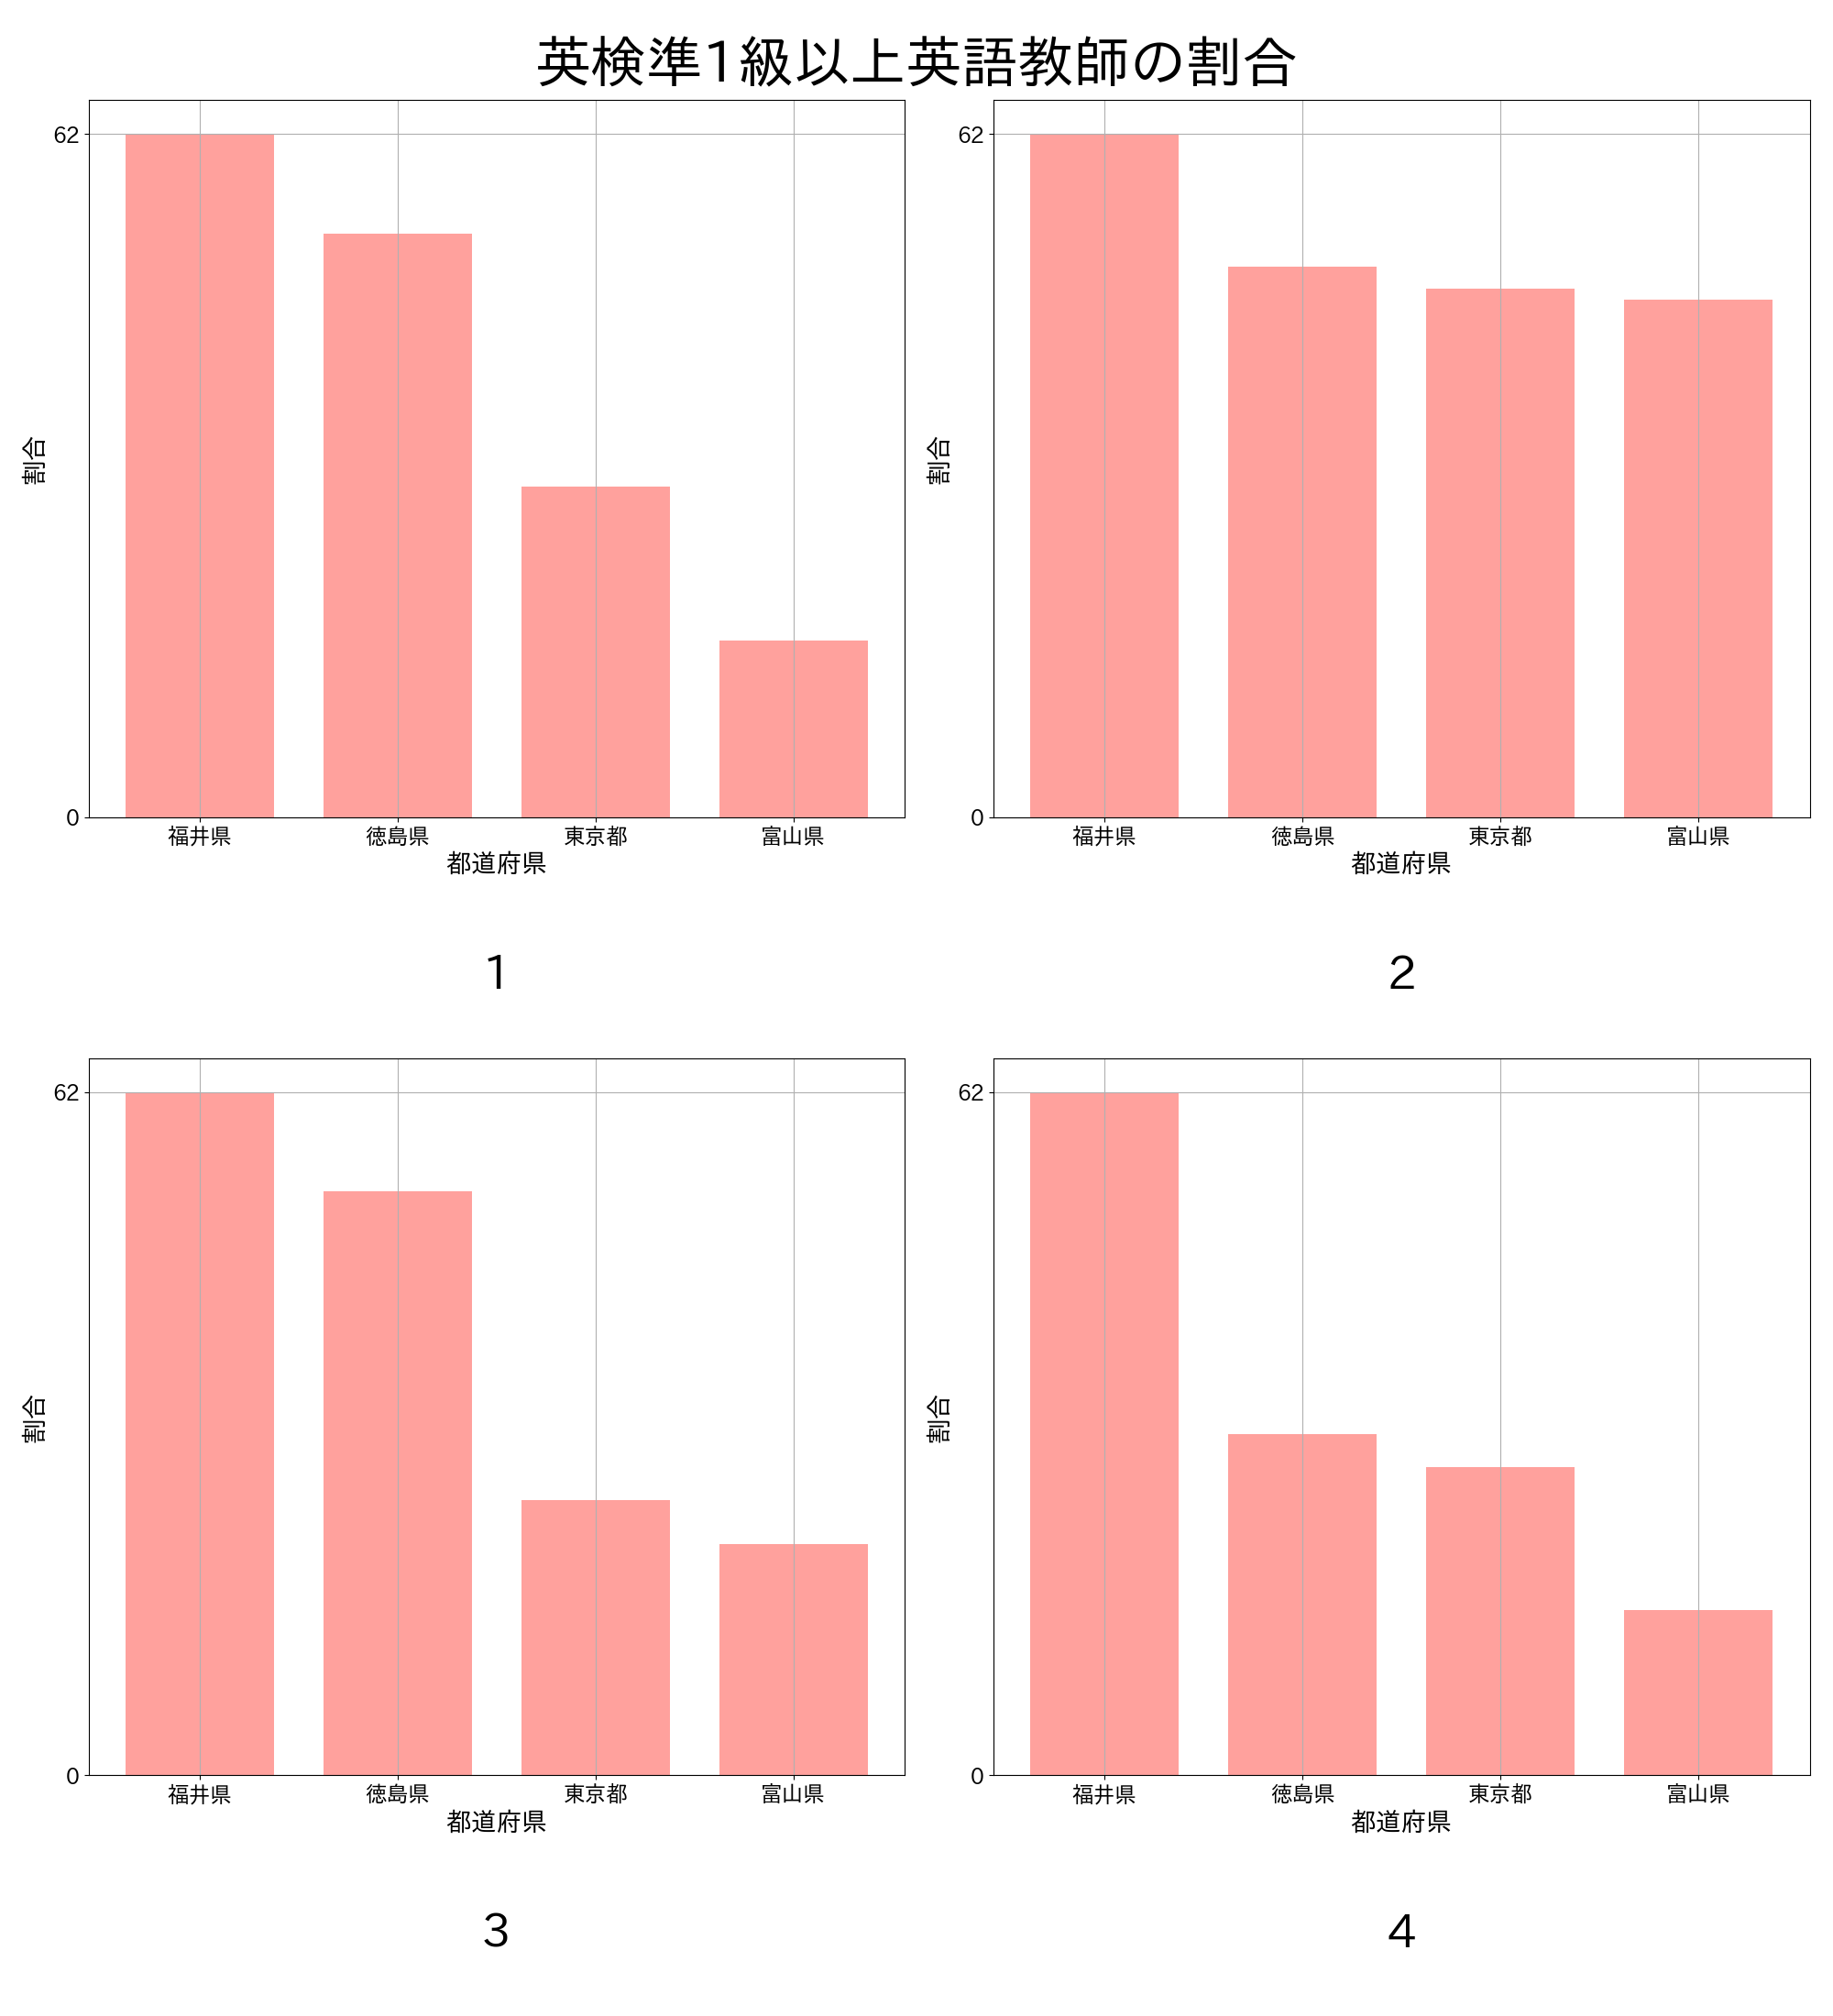 英検準1級以上英語教師の割合
62
0
割合
福井県 徳島県 東京都 富山県
都道府県
1
62
0
割合
福井県 徳島県 東京都 富山県
都道府県
2
62
0
割合
福井県 徳島県 東京都 富山県
都道府県
3
62
0
割合
福井県 徳島県 東京都 富山県
都道府県
4